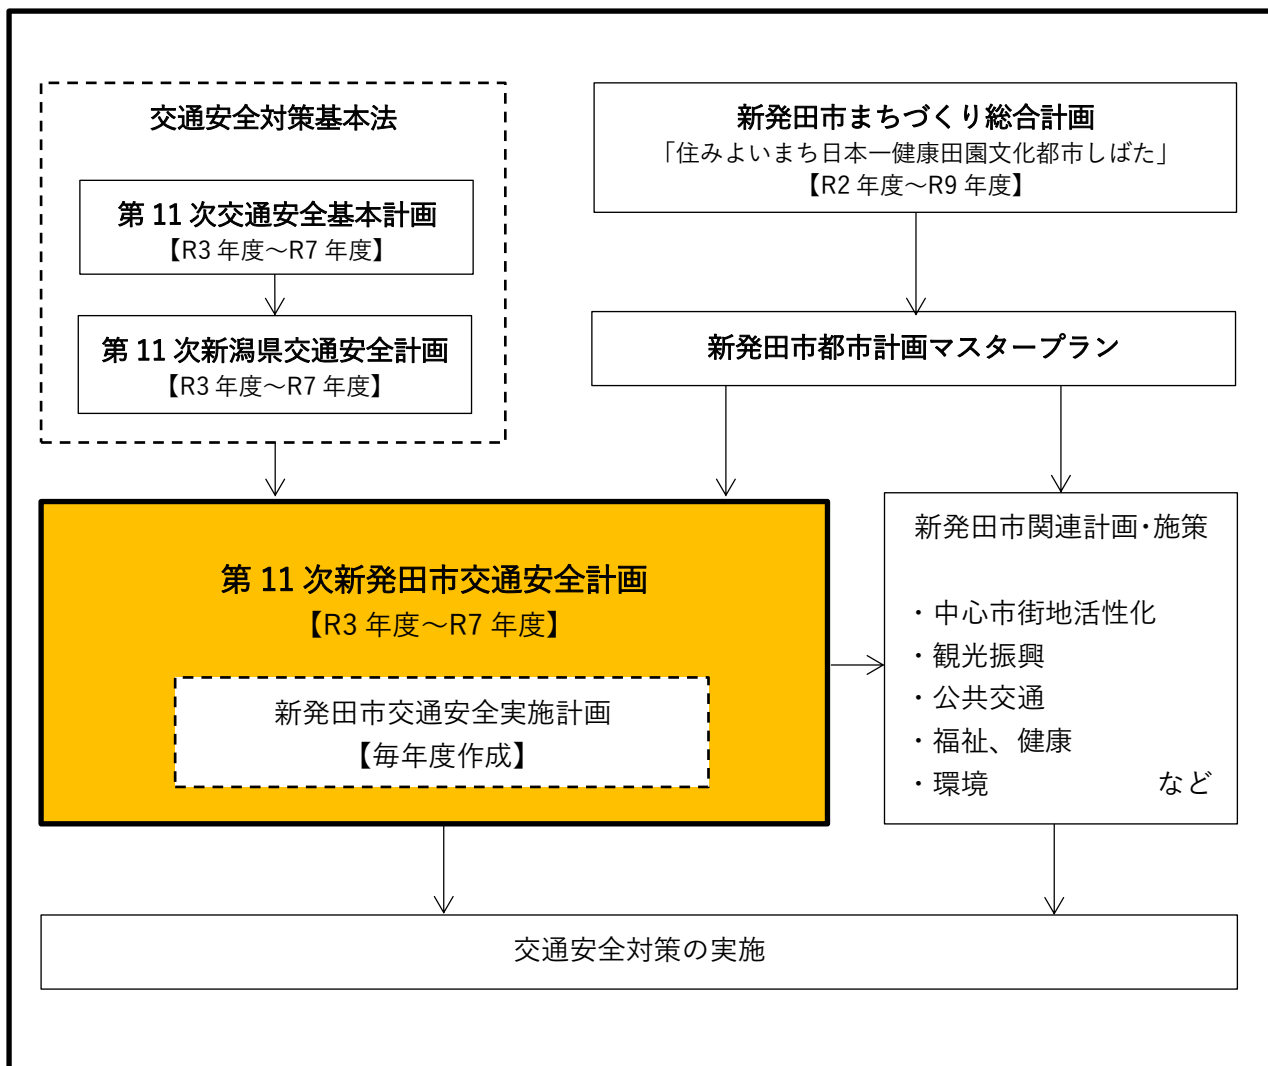 交通安全対策基本法
第 11 次交通安全基本計画
【R3 年度～R7 年度】
第 11 次新潟県交通安全計画
【R3 年度～R7 年度】
新発田市まちづくり総合計画
「住みよいまち日本一健康田園文化都市しばた」
【R2 年度～R9 年度】
新発田市都市計画マスタープラン
第 11 次新発田市交通安全計画
【R3 年度～R7 年度】
新発田市交通安全実施計画
【毎年度作成】
新発田市関連計画･施策
・中心市街地活性化
・観光振興
・公共交通
・福祉、健康
・環境　　　　　　など
交通安全対策の実施